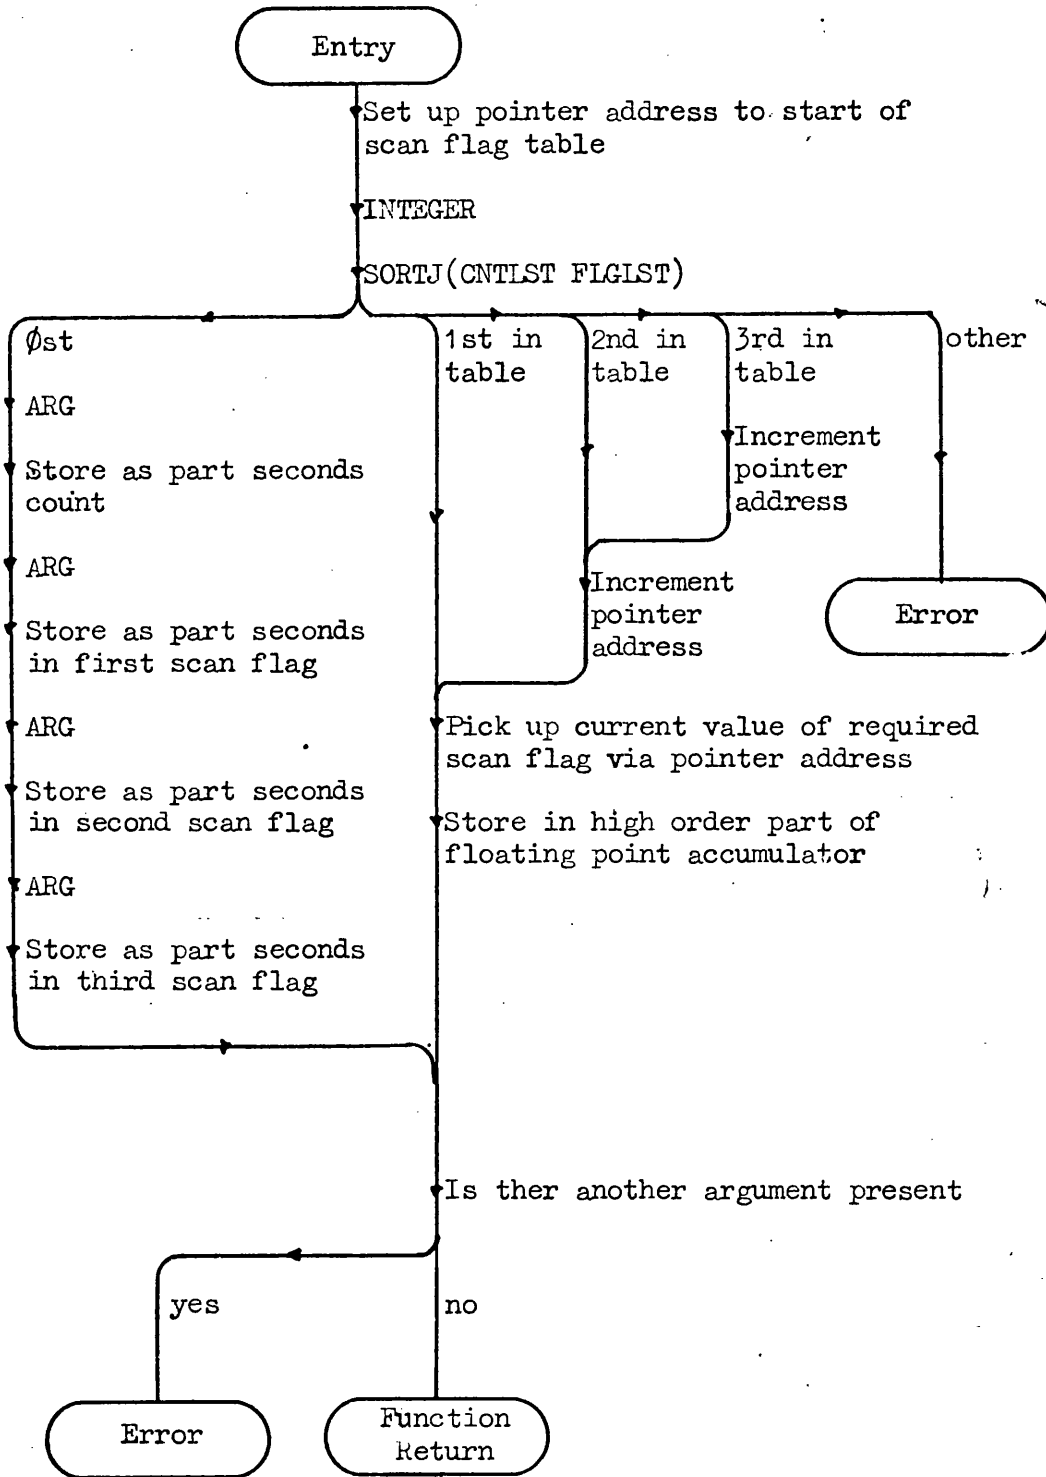 Entry
Set up pointer address to start of
scan flag table
INTEGER
SORTJ(CNTLST FLGLST)
Øst
ARG
Store as part seconds
count
ARG
Store as part seconds
in first scan flag
ARG
Store as part seconds
in second scan flag
ARG
Store as part seconds
in third scan flag
1st in
table
2nd in
table
3rd in
table
other
Increment
pointer
address
Increment
pointer
address
Error
Pick up current value of required
scan flag via pointer address
Store in high order part of
floating point accumulator
Is ther another argument present
yes
no
Error
Function
Return